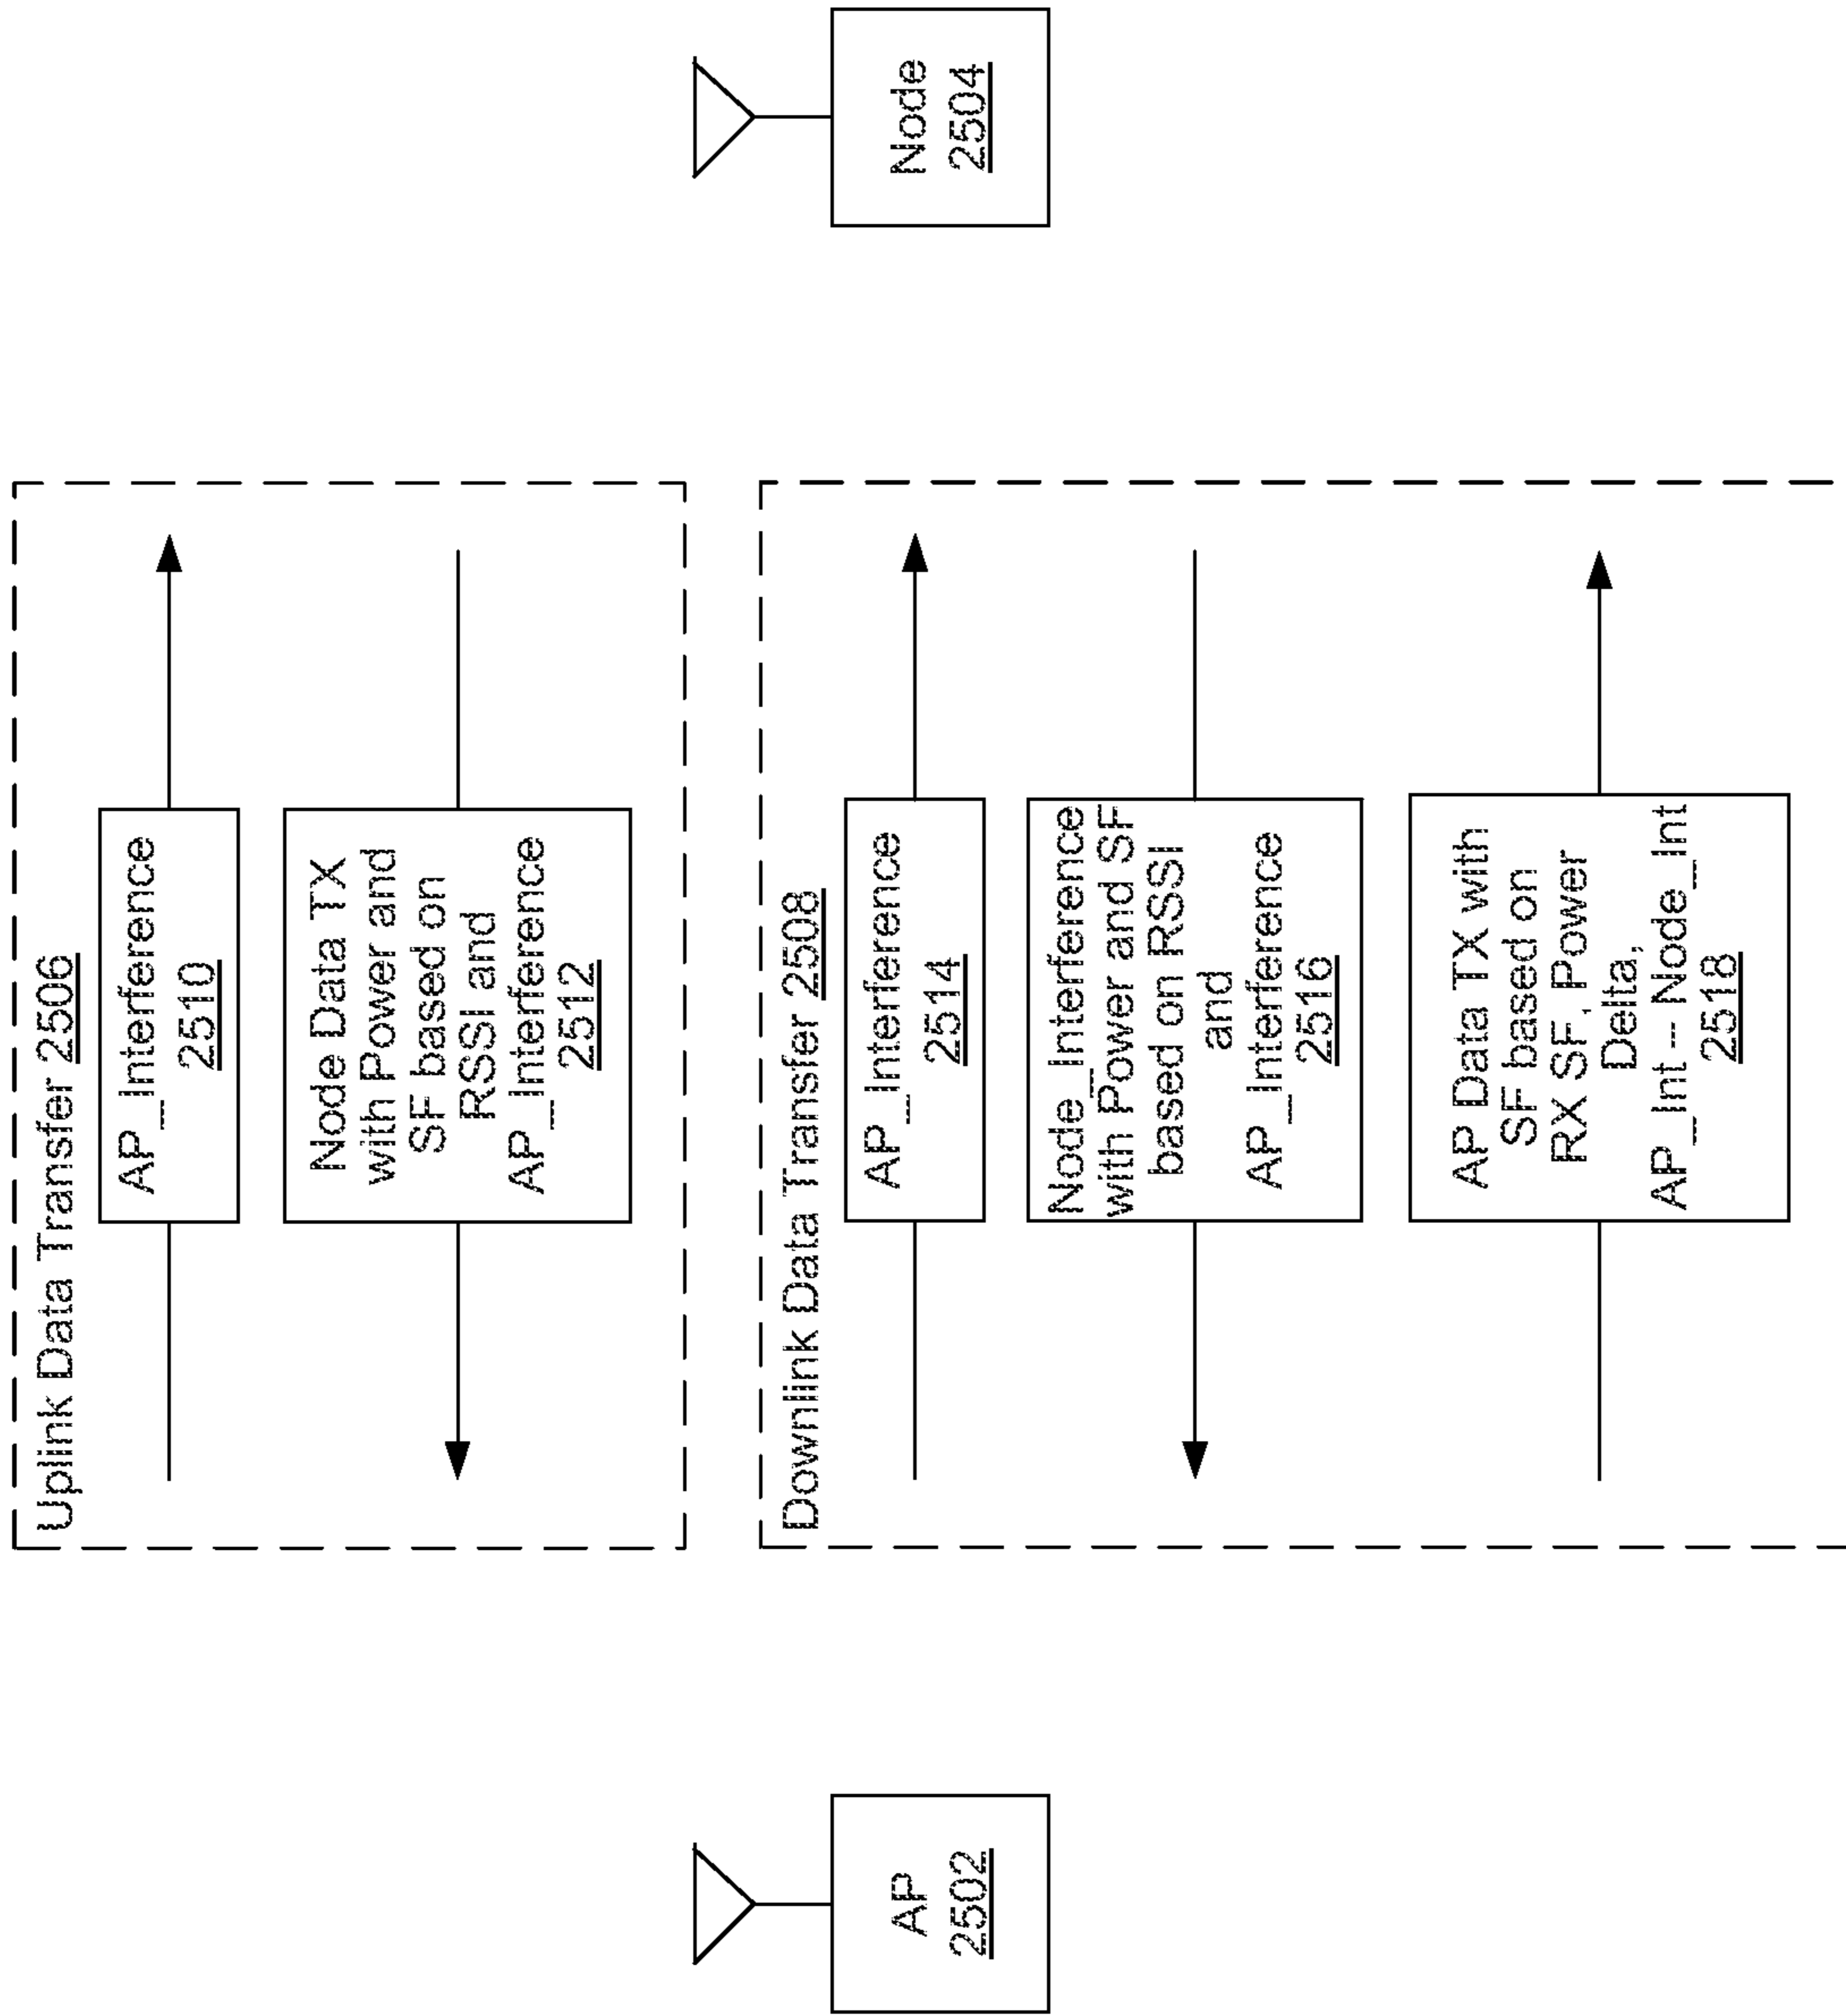 Uplink Data Transfer 2506
AP_Interference
2510
Node Data TX
with Power and
SF based on
RSSI and
AP_Interference
2512
AP
2502
Node
2504
Downlink Data Transfer 2508
AP_Interference
2514
Node_Interference
with Power and SF
based on RSSI
and
AP_Interference
2516
AP Data TX with
SF based on
RX SF, Power
Delta,
AP_Int -- Node_Int
2518